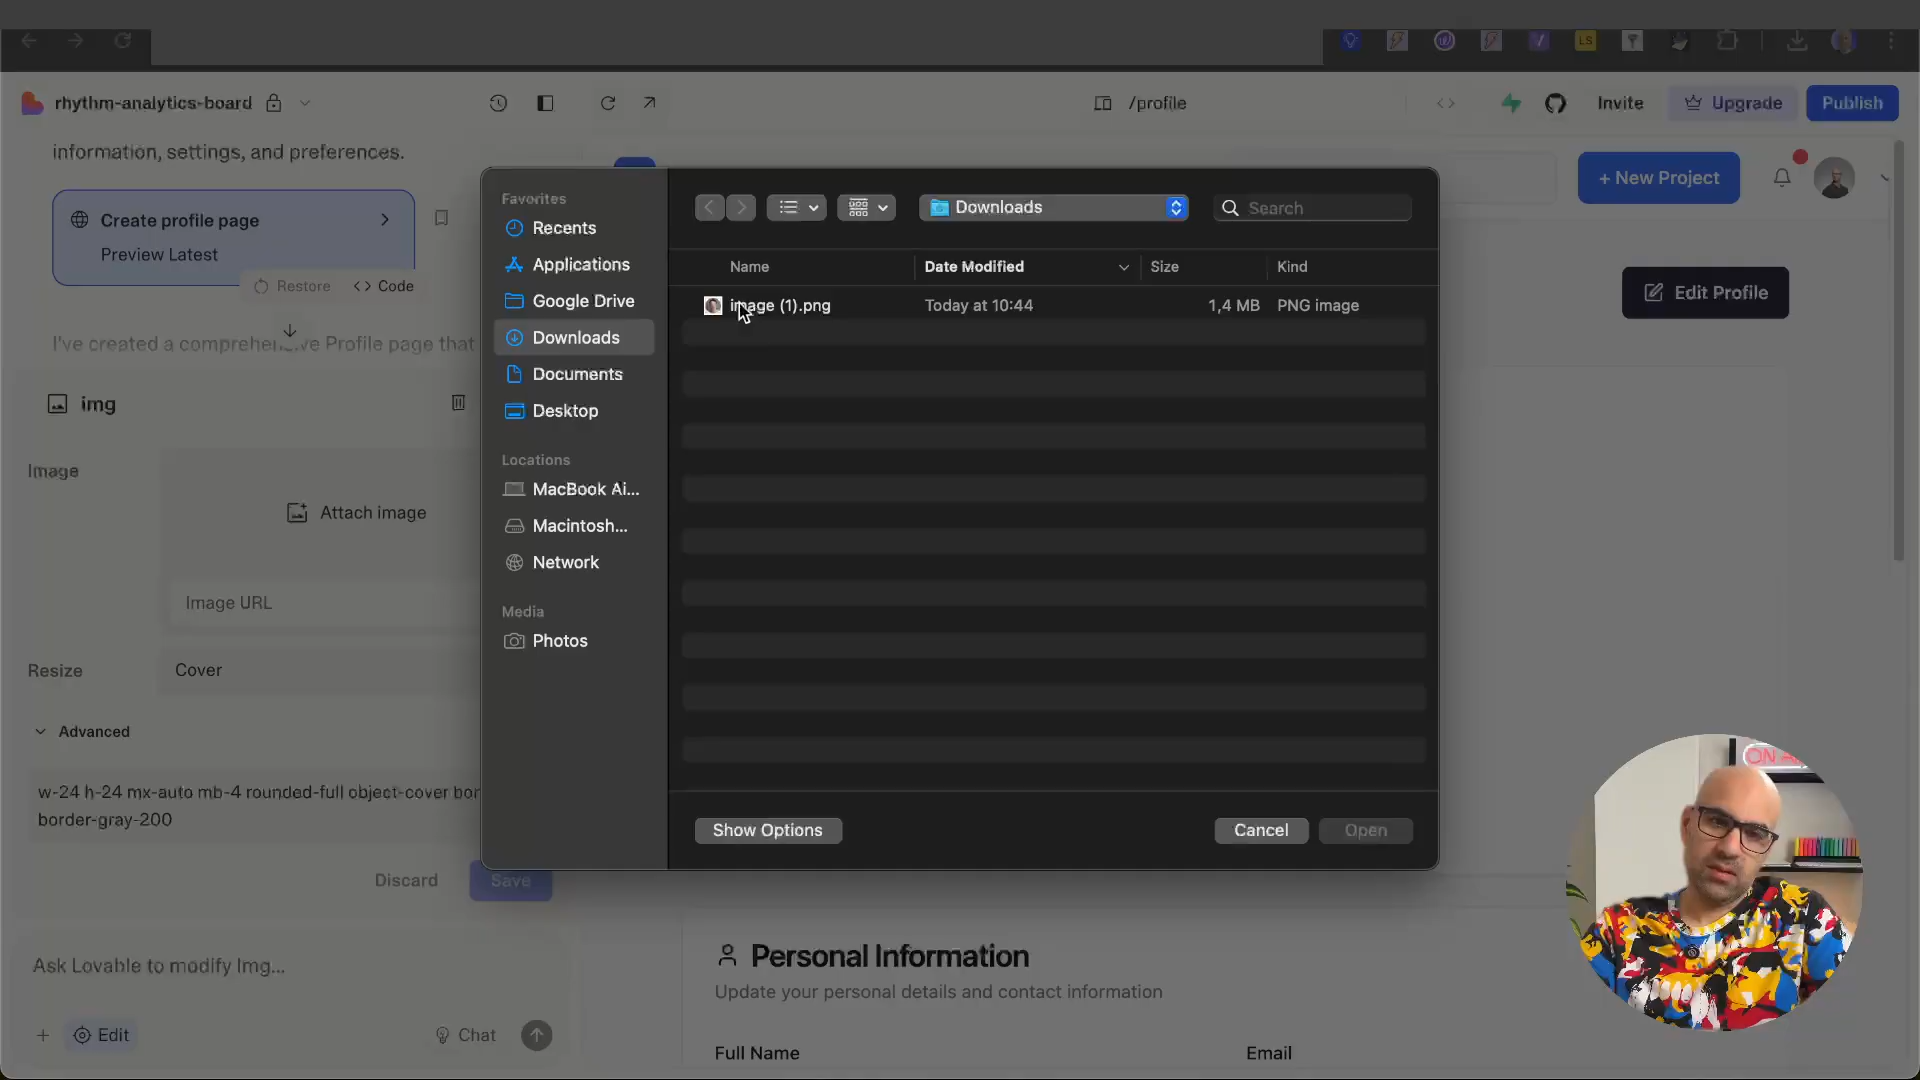 LS
rhythm-analytics-board
/profile
Invite
Upgrade
Publish
information, settings, and preferences.
Create profile page
Preview Latest
Restore
Code
I've created a comprehensive Profile page that
img
Image
Attach image
Image URL
Resize
Cover
Advanced
w-24 h-24 mx-auto mb-4 rounded-full object-cover bor
border-gray-200
Discard
Save
Ask Lovable to modify Img...
Edit
Chat
Favorites
Recents
Applications
Google Drive
Downloads
Documents
Desktop
Locations
MacBook Ai...
Macintosh...
Network
Media
Photos
Downloads
Search
Name
Date Modified
Size
Kind
image (1).png
Today at 10:44
1,4 MB
PNG image
Show Options
Cancel
Open
+ New Project
Edit Profile
Personal Information
Update your personal details and contact information
Full Name
Email
ON A